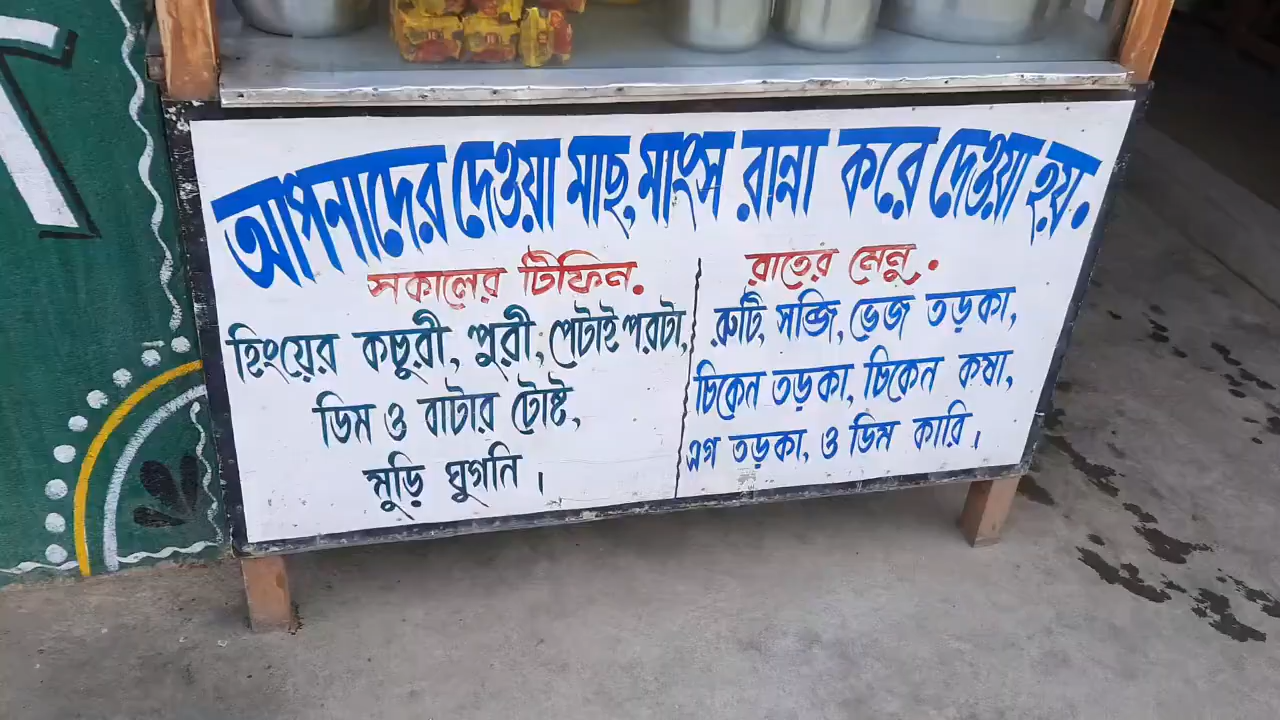 আপনাদের দেওয়া মাছ, মাংস রান্না করে দেওয়া হয়.
সকালের টিফিন.
হিংয়ের কচুরী, পুরী, পেটাই পরটা,
ডিম ও বাটার টোষ্ট,
মুড়ি ঘুগনি ।
রাতের মেনু.
রুটি, সব্জি, ভেজ তড়কা,
চিকেন তড়কা, চিকেন কষা,
এগ তড়কা, ও ডিম কারি ।